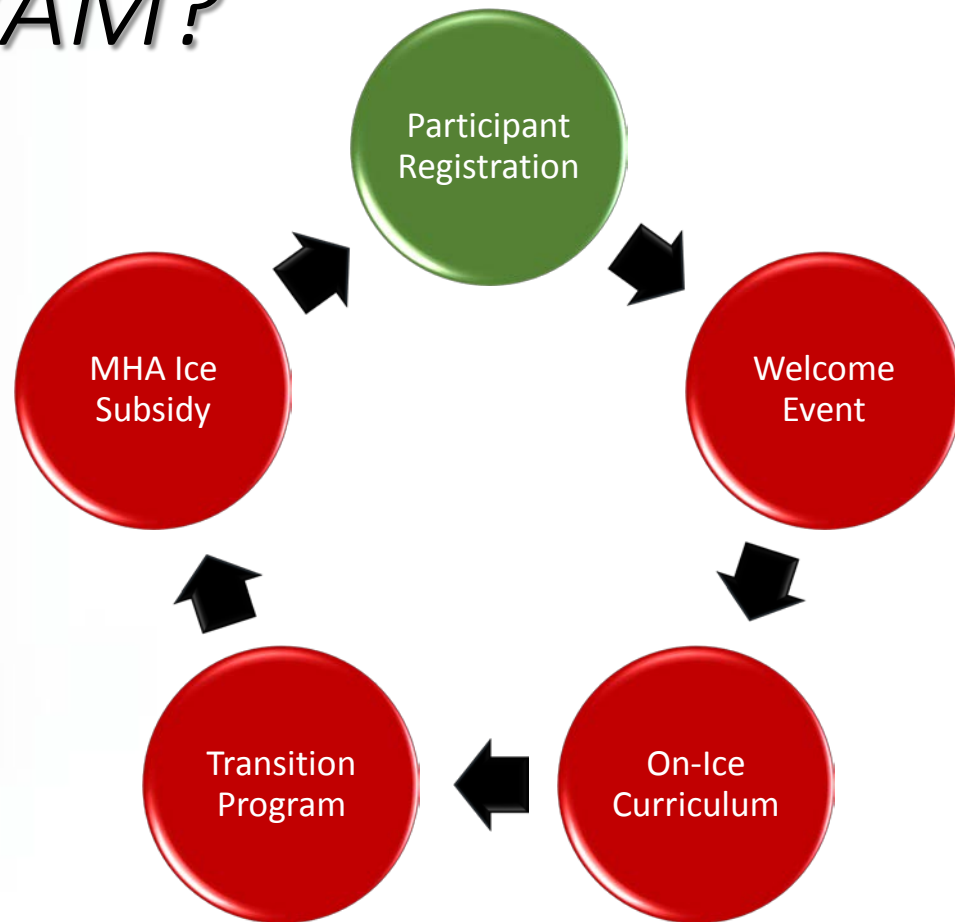 AM?
Participant
Registration
Welcome
Event
On-Ice
Curriculum
Transition
Program
MHA Ice
Subsidy